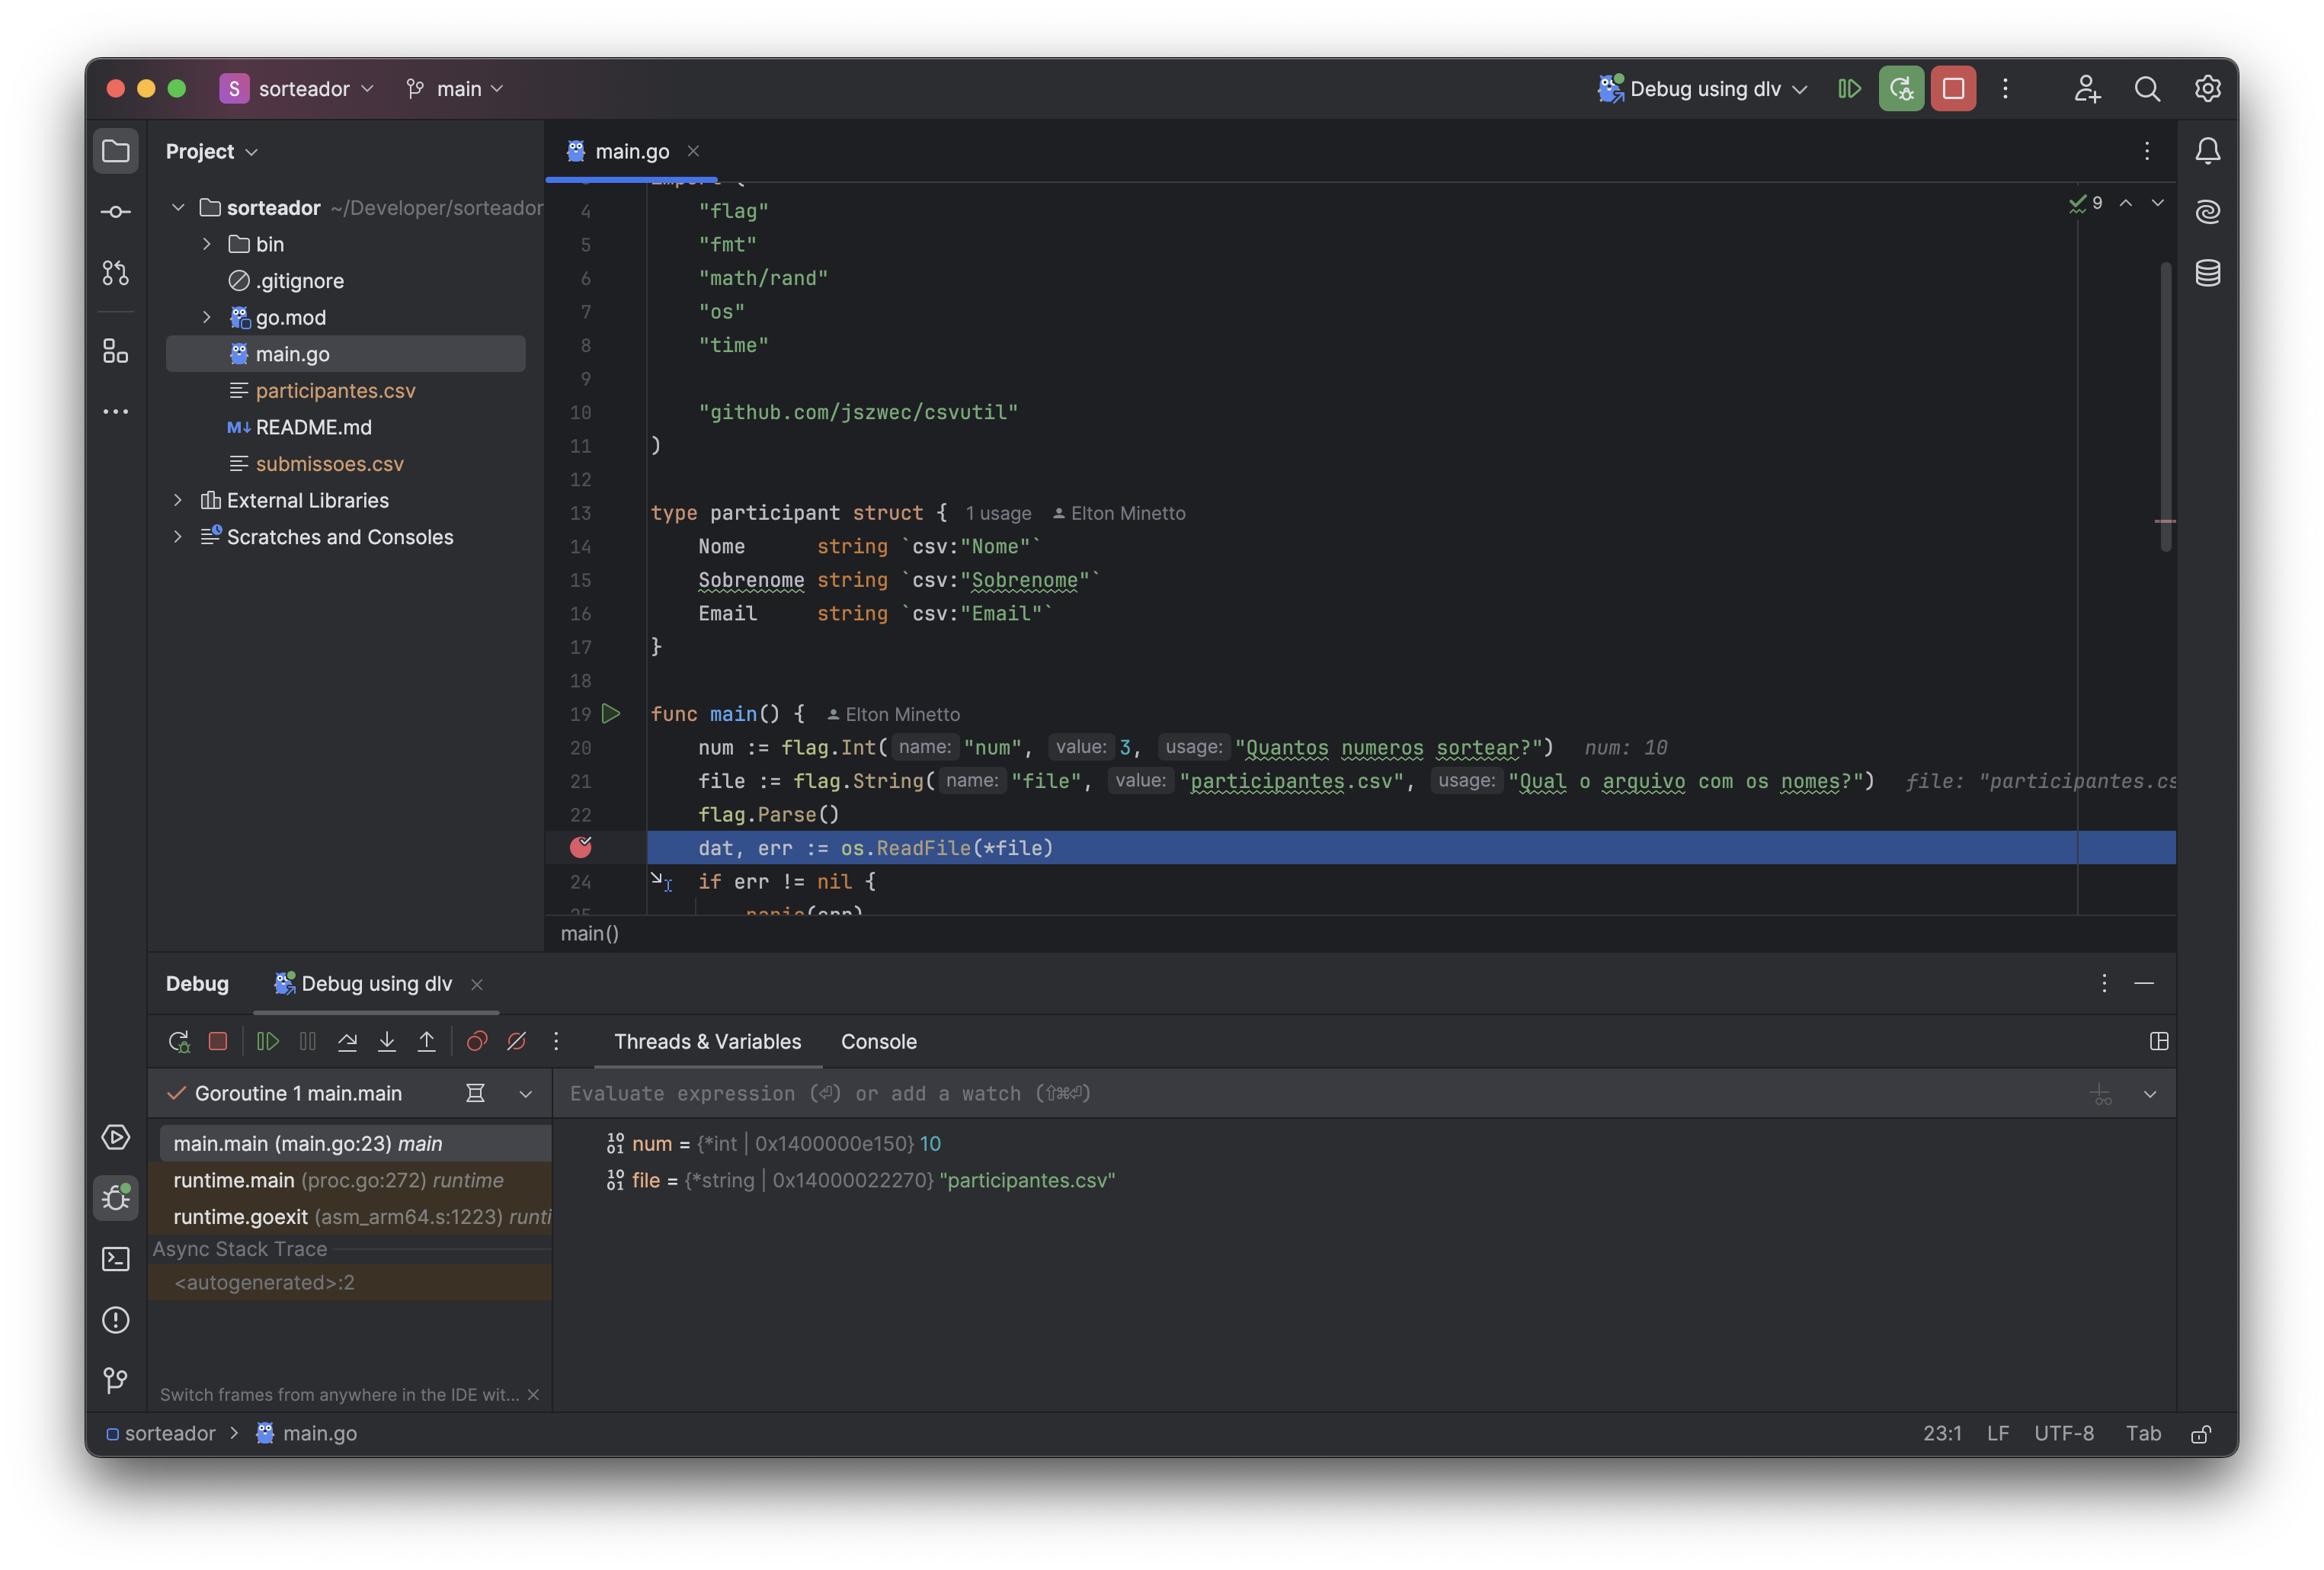 S sorteador main Debug using dlv
Project
main.go
sorteador ~/Developer/sorteador
bin
.gitignore
go.mod
main.go
participantes.csv
M↓ README.md
submissoes.csv
External Libraries
Scratches and Consoles
9
4 "flag"
5 "fmt"
6 "math/rand"
7 "os"
8 "time"
9
10 "github.com/jszwec/csvutil"
11 )
12
13 type participant struct { 1 usage Elton Minetto
14 Nome string `csv:"Nome"`
15 Sobrenome string `csv:"Sobrenome"`
16 Email string `csv:"Email"`
17 }
18
19 func main() { Elton Minetto
20 num := flag.Int( name: "num", value: 3, usage: "Quantos numeros sortear?") num: 10
21 file := flag.String( name: "file", value: "participantes.csv", usage: "Qual o arquivo com os nomes?") file: "participantes.cs
22 flag.Parse()
dat, err := os.ReadFile(*file)
24 if err != nil {
25 panic(err)
main()
Debug Debug using dlv
Threads & Variables Console
Goroutine 1 main.main
Evaluate expression (⏎) or add a watch (⇧⌘⏎)
main.main (main.go:23) main
runtime.main (proc.go:272) runtime
runtime.goexit (asm_arm64.s:1223) runti
Async Stack Trace
<autogenerated>:2
Switch frames from anywhere in the IDE wit...
num = {*int | 0x1400000e150} 10
file = {*string | 0x14000022270} "participantes.csv"
sorteador > main.go
23:1 LF UTF-8 Tab